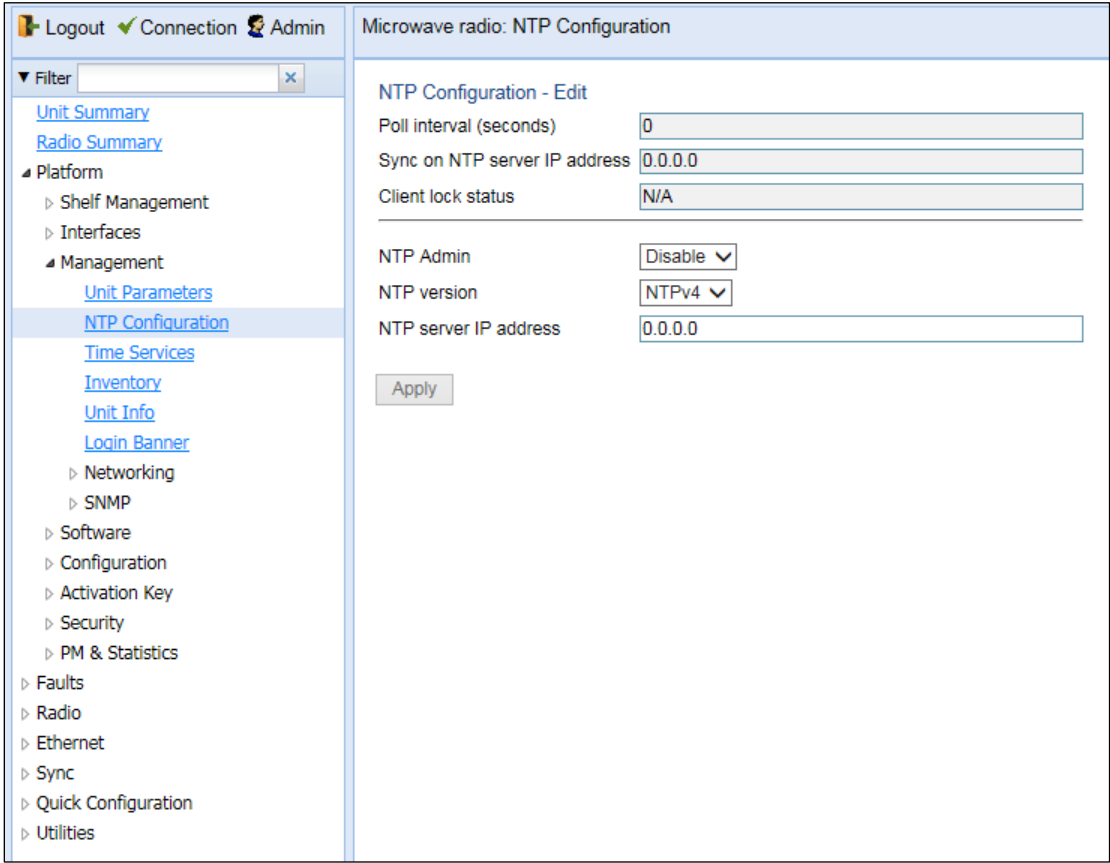 Logout Connection Admin
Filter
Unit Summary
Radio Summary
Platform
Shelf Management
Interfaces
Management
Unit Parameters
NTP Configuration
Time Services
Inventory
Unit Info
Login Banner
Networking
SNMP
Software
Configuration
Activation Key
Security
PM & Statistics
Faults
Radio
Ethernet
Sync
Quick Configuration
Utilities
Microwave radio: NTP Configuration
NTP Configuration - Edit
Poll interval (seconds) 0
Sync on NTP server IP address 0.0.0.0
Client lock status N/A
NTP Admin Disable
NTP version NTPv4
NTP server IP address 0.0.0.0
Apply